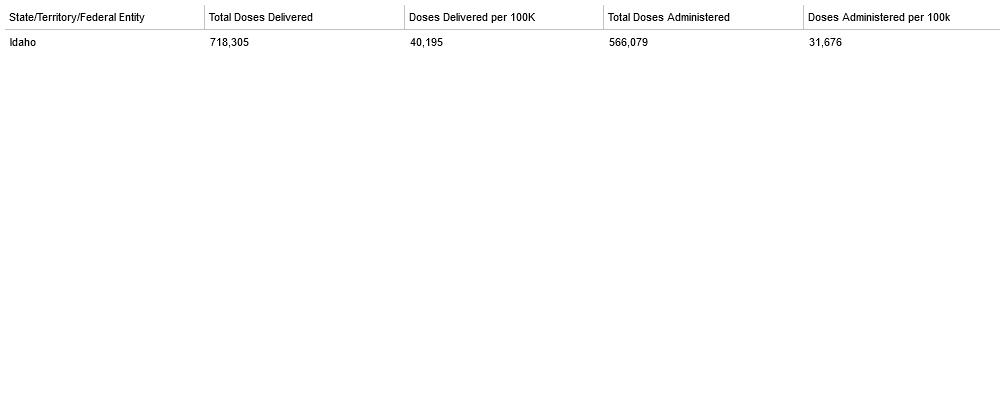 State/Territory/Federal Entity Total Doses Delivered Doses Delivered per 100K Total Doses Administered Doses Administered per 100k
Idaho 718,305 40,195 566,079 31,676